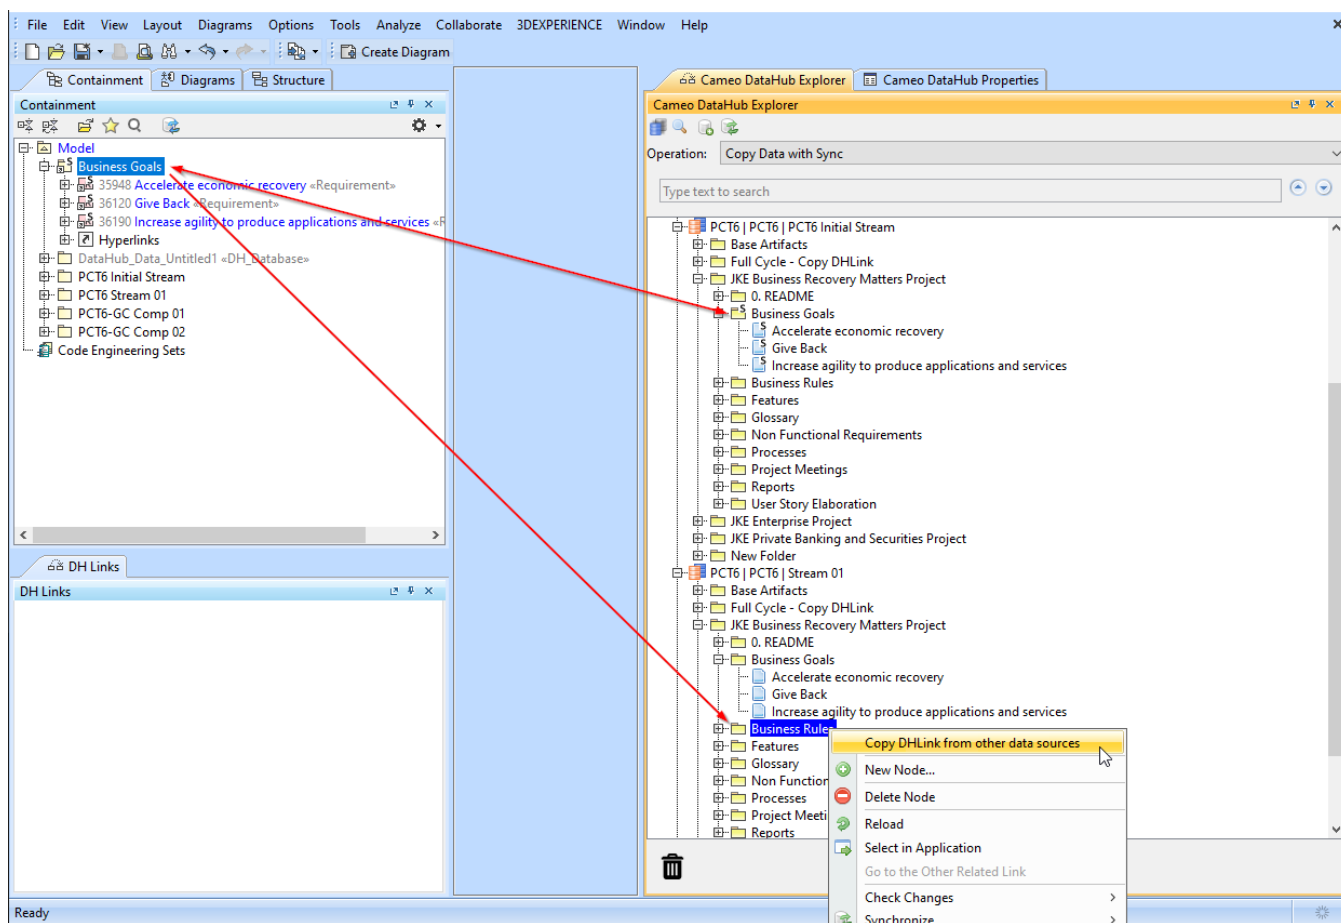 File Edit View Layout Diagrams Options Tools Analyze Collaborate 3DEXPERIENCE Window Help
Create Diagram
Containment Diagrams Structure
Containment
Model
Business Goals
35948 Accelerate economic recovery «Requirement»
36120 Give Back «Requirement»
36190 Increase agility to produce applications and services «R
Hyperlinks
DataHub_Data_Untitled1 «DH_Database»
PCT6 Initial Stream
PCT6 Stream 01
PCT6-GC Comp 01
PCT6-GC Comp 02
Code Engineering Sets
DH Links
DH Links
Cameo DataHub Explorer Cameo DataHub Properties
Cameo DataHub Explorer
Operation: Copy Data with Sync
Type text to search
PCT6 | PCT6 | PCT6 Initial Stream
Base Artifacts
Full Cycle - Copy DHLink
JKE Business Recovery Matters Project
0. README
Business Goals
Accelerate economic recovery
Give Back
Increase agility to produce applications and services
Business Rules
Features
Glossary
Non Functional Requirements
Processes
Project Meetings
Reports
User Story Elaboration
JKE Enterprise Project
JKE Private Banking and Securities Project
New Folder
PCT6 | PCT6 | Stream 01
Base Artifacts
Full Cycle - Copy DHLink
JKE Business Recovery Matters Project
0. README
Business Goals
Accelerate economic recovery
Give Back
Increase agility to produce applications and services
Business Rules
Features
Glossary
Non Function
Processes
Project Meeti
Reports
Copy DHLink from other data sources
New Node...
Delete Node
Reload
Select in Application
Go to the Other Related Link
Check Changes
Synchronize
Ready